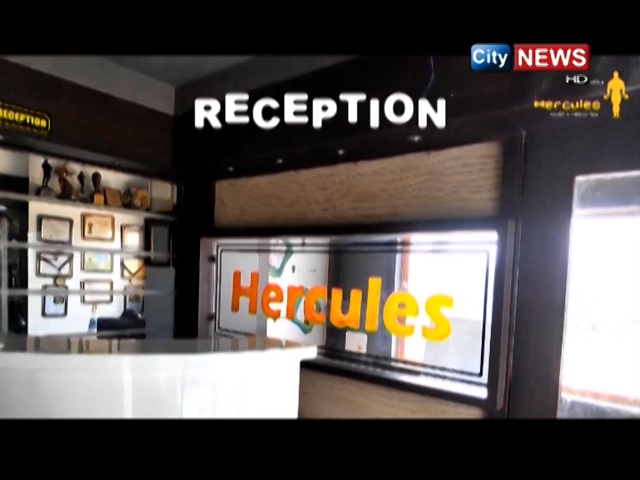 City NEWS
HD
Hercules
RECEPTION
RECEPTION
Hercules